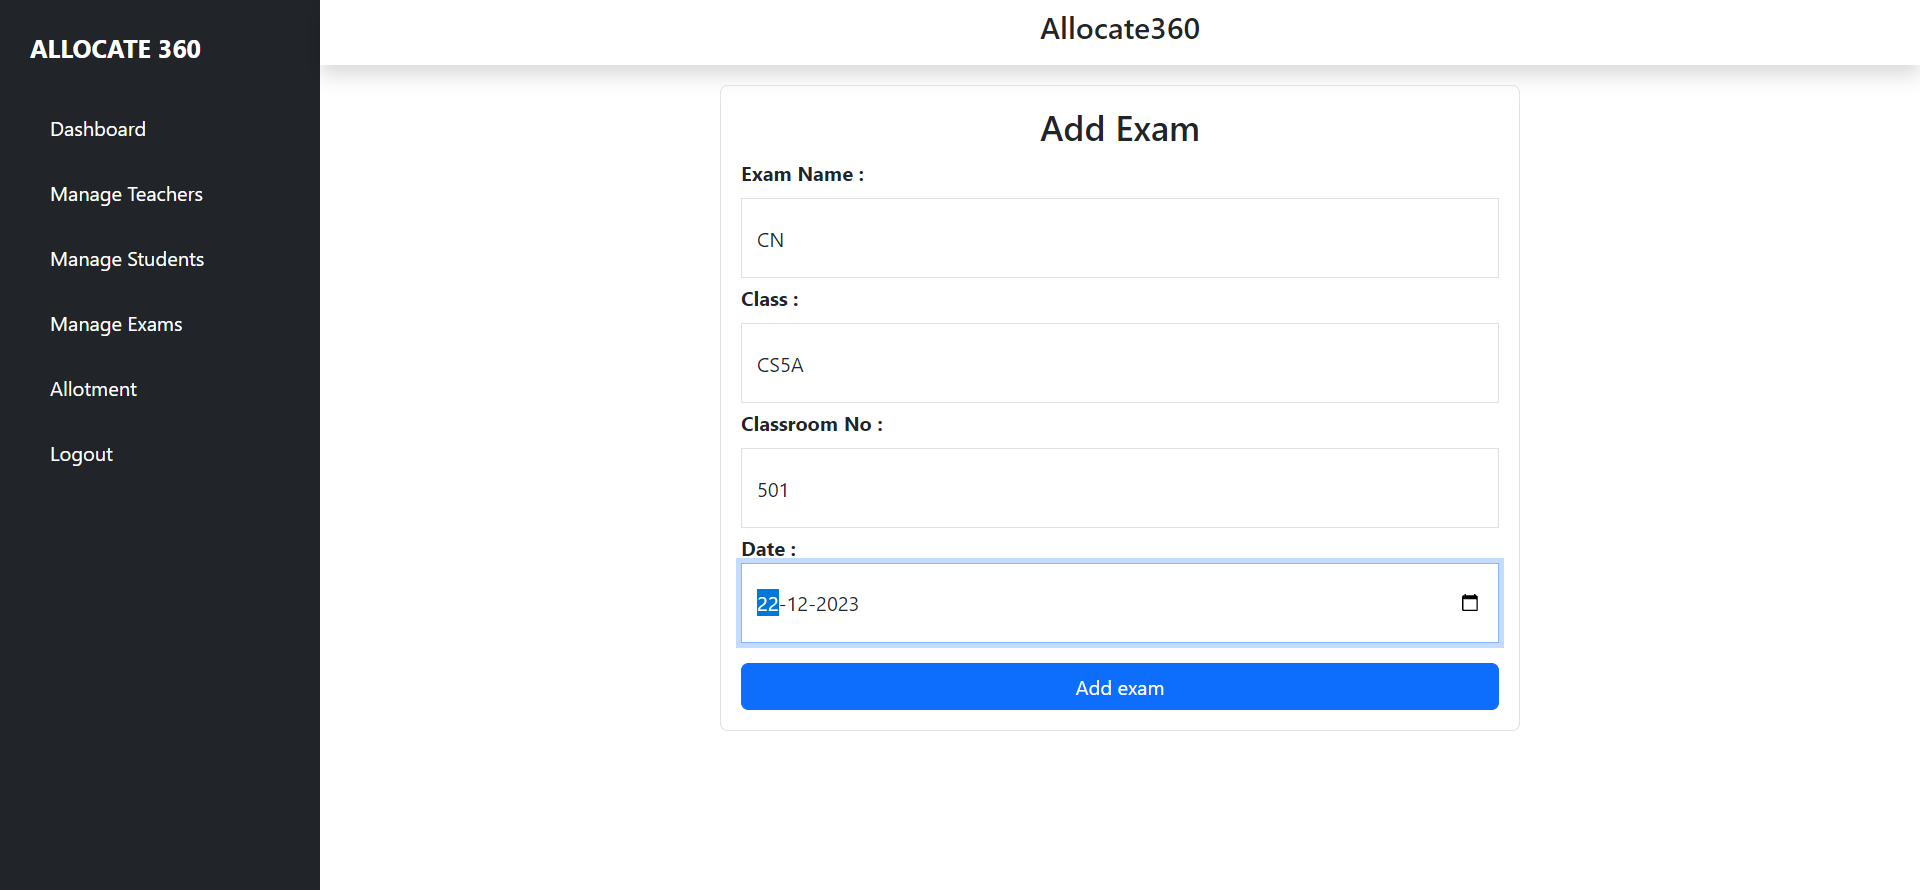 ALLOCATE 360
Dashboard
Manage Teachers
Manage Students
Manage Exams
Allotment
Logout
Allocate360
Add Exam
Exam Name :
CN
Class :
CS5A
Classroom No :
501
Date :
22-12-2023
Add exam